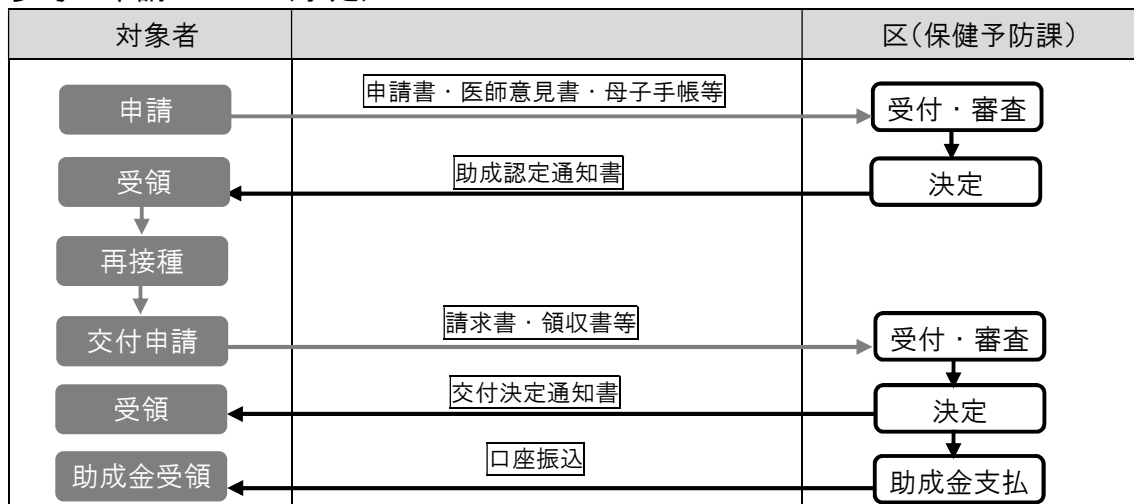 対象者 区(保健予防課)
申請 申請書・医師意見書・母子手帳等 受付・審査
受領 助成認定通知書 決定
再接種
交付申請 請求書・領収書等 受付・審査
受領 交付決定通知書 決定
助成金受領 口座振込 助成金支払